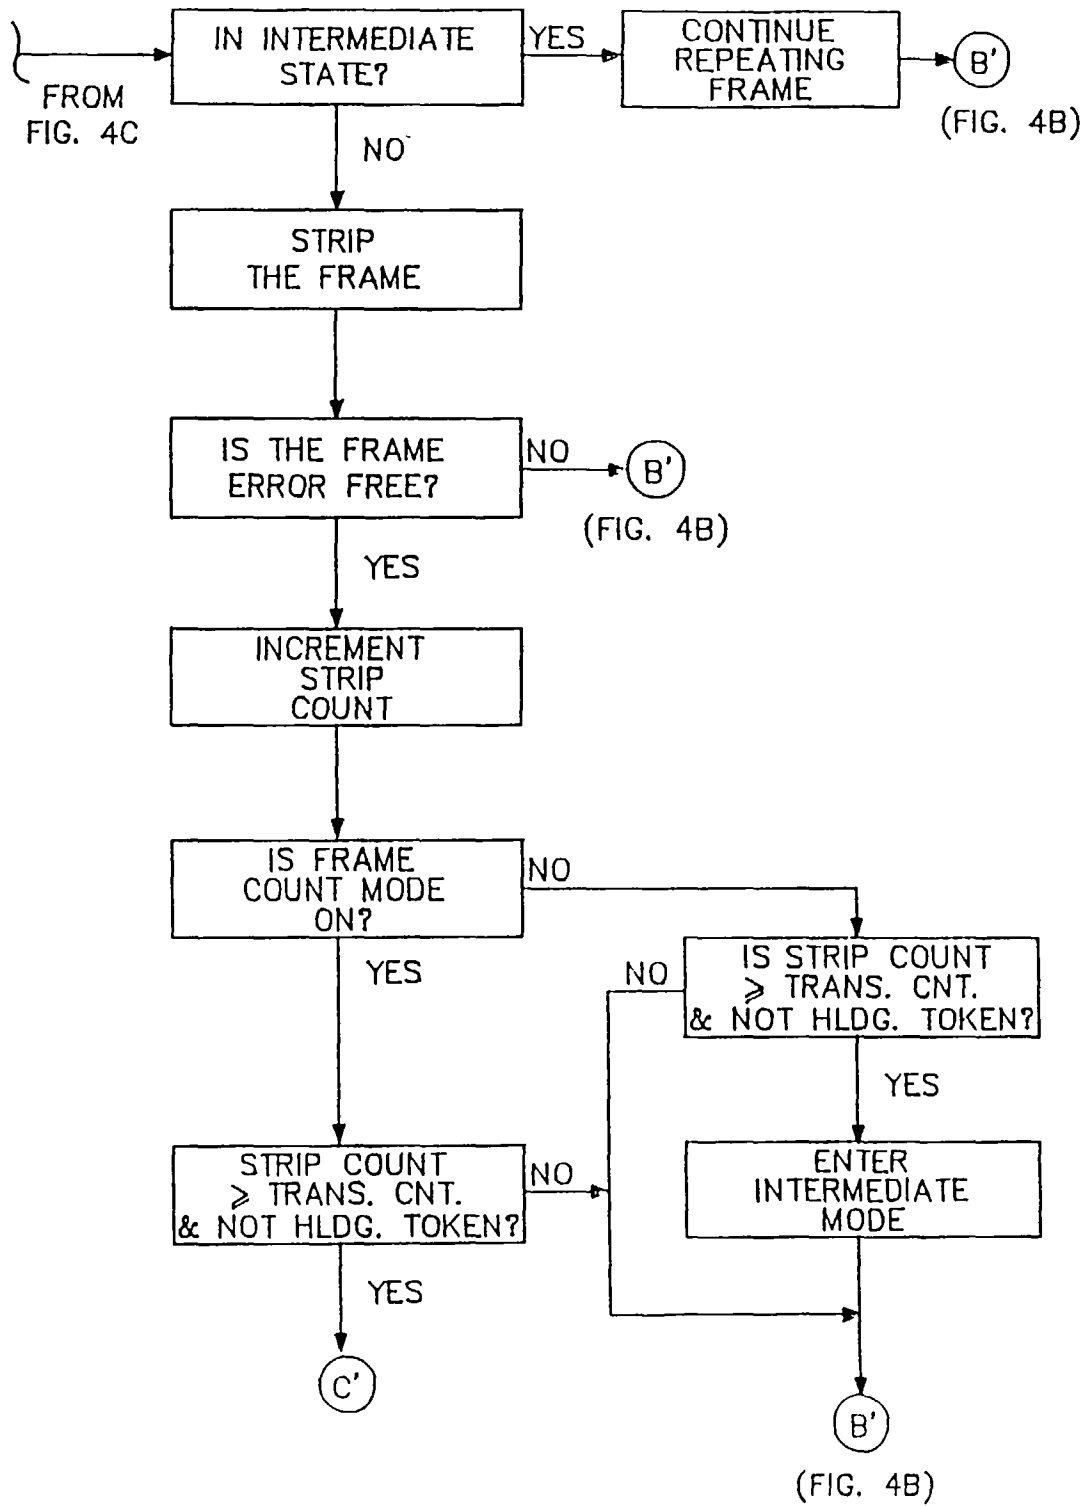 IN INTERMEDIATE
STATE?
YES
CONTINUE
REPEATING
FRAME
B'
(FIG. 4B)
FROM
FIG. 4C
NO
STRIP
THE FRAME
IS THE FRAME
ERROR FREE?
NO
B'
(FIG. 4B)
YES
INCREMENT
STRIP
COUNT
IS FRAME
COUNT MODE
ON?
NO
YES
NO
IS STRIP COUNT
⩾ TRANS. CNT.
& NOT HLDG. TOKEN?
YES
STRIP COUNT
⩾ TRANS. CNT.
& NOT HLDG. TOKEN?
NO
ENTER
INTERMEDIATE
MODE
YES
C'
B'
(FIG. 4B)